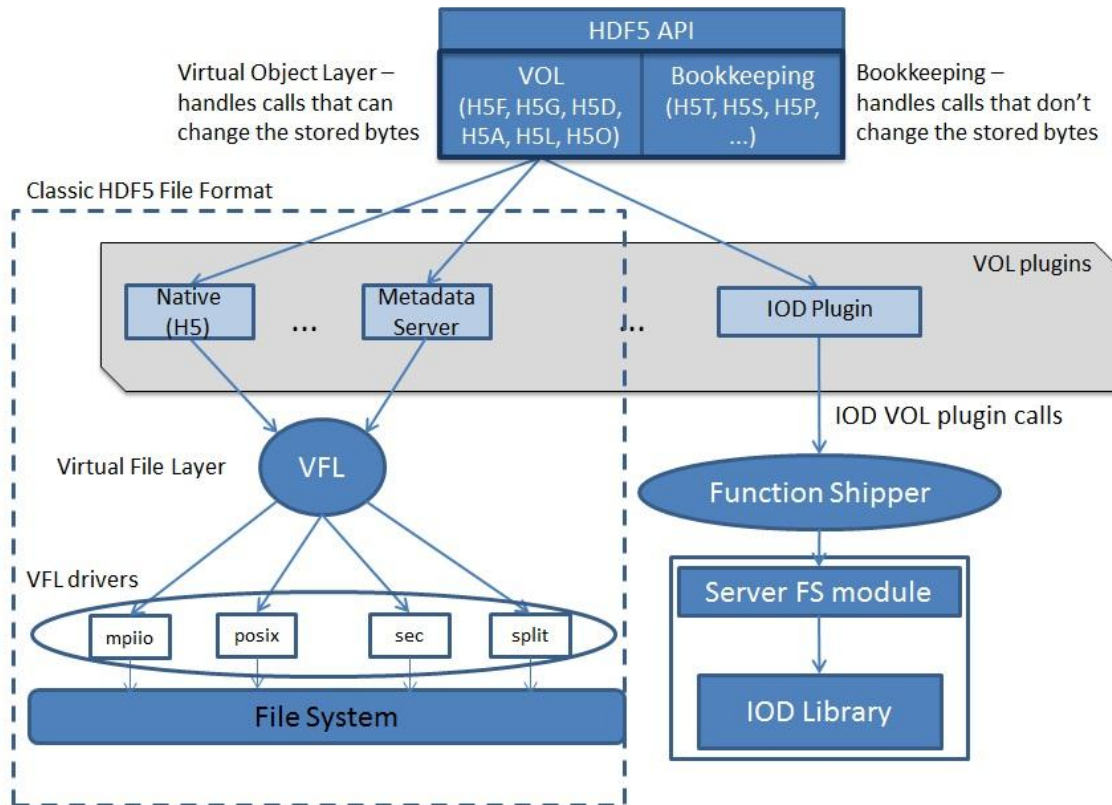 HDF5 API
Virtual Object Layer –
handles calls that can
change the stored bytes
VOL
(H5F, H5G, H5D,
H5A, H5L, H5O)
Bookkeeping
(H5T, H5S, H5P,
...)
Bookkeeping –
handles calls that don't
change the stored bytes
Classic HDF5 File Format
VOL plugins
Native
(H5)
...
Metadata
Server
...
IOD Plugin
IOD VOL plugin calls
Virtual File Layer
VFL
Function Shipper
VFL drivers
mpiio
posix
sec
split
Server FS module
File System
IOD Library